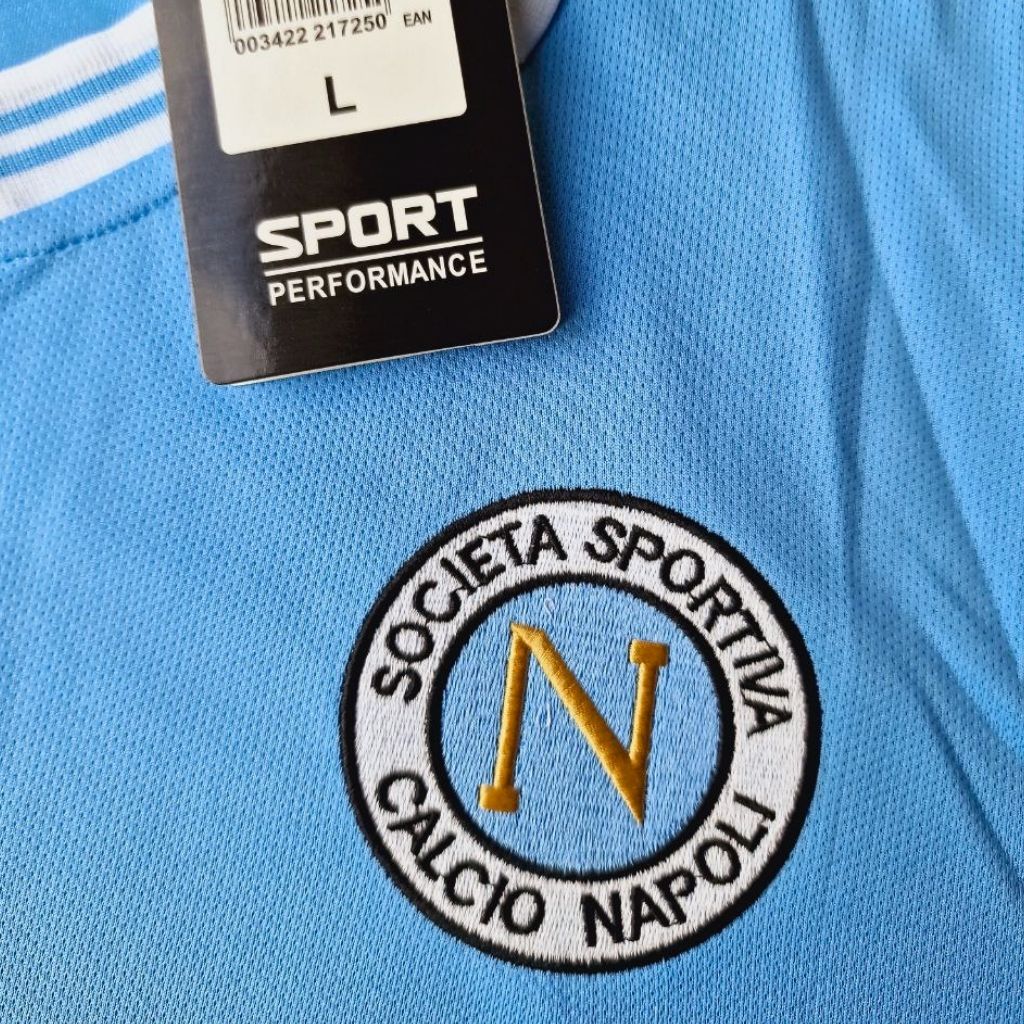 003422 217250 EAN
L
SPORT
PERFORMANCE
SOCIETA SPORTIVA
N
CALCIO NAPOLI